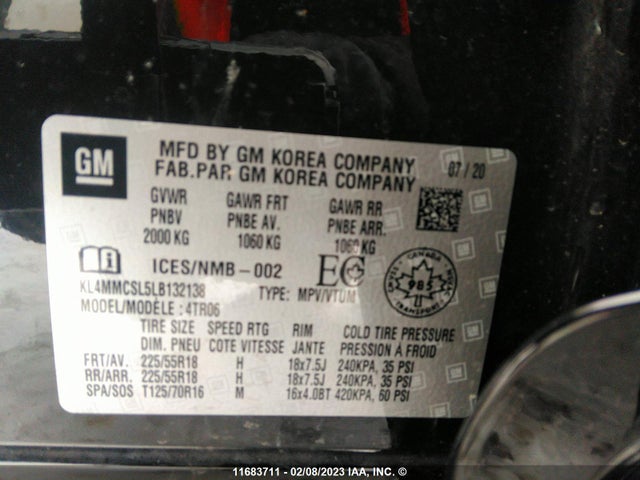 GM
MFD BY GM KOREA COMPANY
FAB.PAR GM KOREA COMPANY
07 / 20
GVWR GAWR FRT GAWR RR
PNBV PNBE AV. PNBE ARR.
2000 KG 1060 KG 1060 KG
ICES/NMB-002
EC
CANADA
985
TRANSPORT
KL4MMCSL5LB132138 TYPE: MPV/VTUM
MODEL/MODÈLE: 4TR06
TIRE SIZE SPEED RTG RIM COLD TIRE PRESSURE
DIM. PNEU COTE VITESSE JANTE PRESSION À FROID
FRT/AV. 225/55R18 H 18x7.5J 240KPA, 35 PSI
RR/ARR. 225/55R18 H 18x7.5J 240KPA, 35 PSI
SPA/SOS T125/70R16 M 16x4.0BT 420KPA, 60 PSI
11683711 - 02/08/2023 IAA, INC. ©